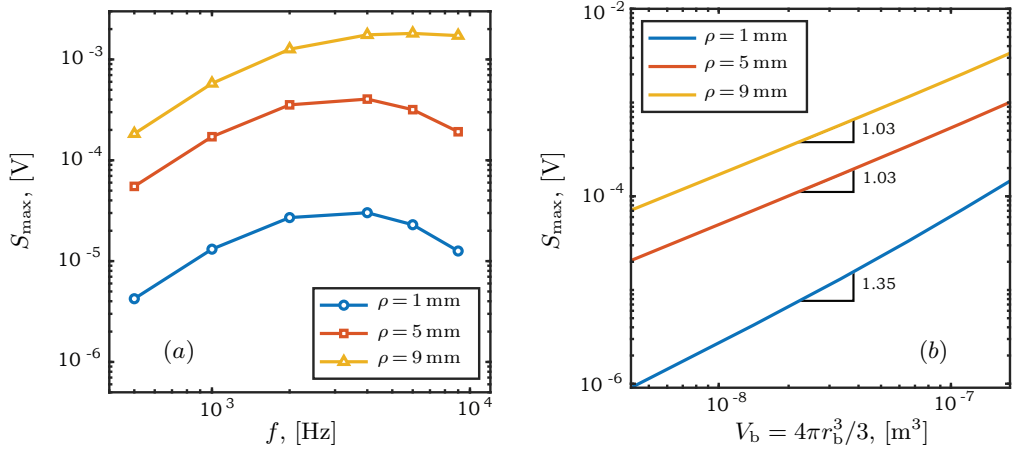 S_max, [V]
10^-3
10^-4
10^-5
10^-6
(a)
ρ = 1 mm
ρ = 5 mm
ρ = 9 mm
10^3
10^4
f, [Hz]
S_max, [V]
10^-2
10^-4
10^-6
ρ = 1 mm
ρ = 5 mm
ρ = 9 mm
1.03
1.03
1.35
(b)
10^-8
10^-7
V_b = 4πr_b^3/3, [m^3]